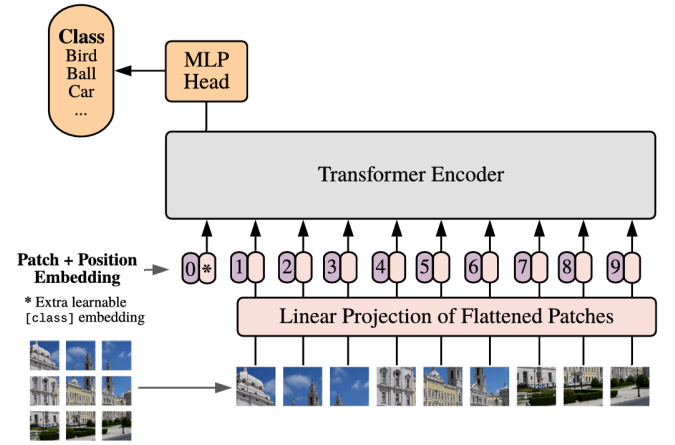 Class
Bird
Ball
Car
...
MLP
Head
Transformer Encoder
Patch + Position
Embedding
0 * 1 2 3 4 5 6 7 8 9
* Extra learnable
[class] embedding
Linear Projection of Flattened Patches